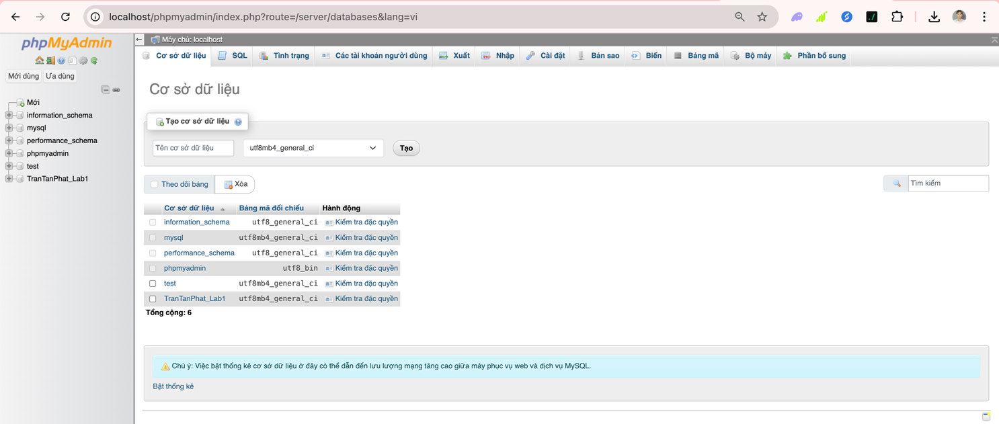 localhost/phpmyadmin/index.php?route=/server/databases&lang=vi
phpMyAdmin
Mới dùng Ưa dùng
Mới
information_schema
mysql
performance_schema
phpmyadmin
test
TranTanPhat_Lab1
Máy chủ: localhost
Cơ sở dữ liệu SQL Tình trạng Các tài khoản người dùng Xuất Nhập Cài đặt Bản sao Biến Bảng mã Bộ máy Phần bổ sung
Cơ sở dữ liệu
Tạo cơ sở dữ liệu
Tên cơ sở dữ liệu utf8mb4_general_ci Tạo
Theo dõi bảng Xóa Tìm kiếm
Cơ sở dữ liệu Bảng mã đối chiếu Hành động
information_schema utf8_general_ci Kiểm tra đặc quyền
mysql utf8mb4_general_ci Kiểm tra đặc quyền
performance_schema utf8_general_ci Kiểm tra đặc quyền
phpmyadmin utf8_bin Kiểm tra đặc quyền
test utf8mb4_general_ci Kiểm tra đặc quyền
TranTanPhat_Lab1 utf8mb4_general_ci Kiểm tra đặc quyền
Tổng cộng: 6
Chú ý: Việc bật thống kê cơ sở dữ liệu ở đây có thể dẫn đến lưu lượng mạng tăng cao giữa máy phục vụ web và dịch vụ MySQL.
Bật thống kê